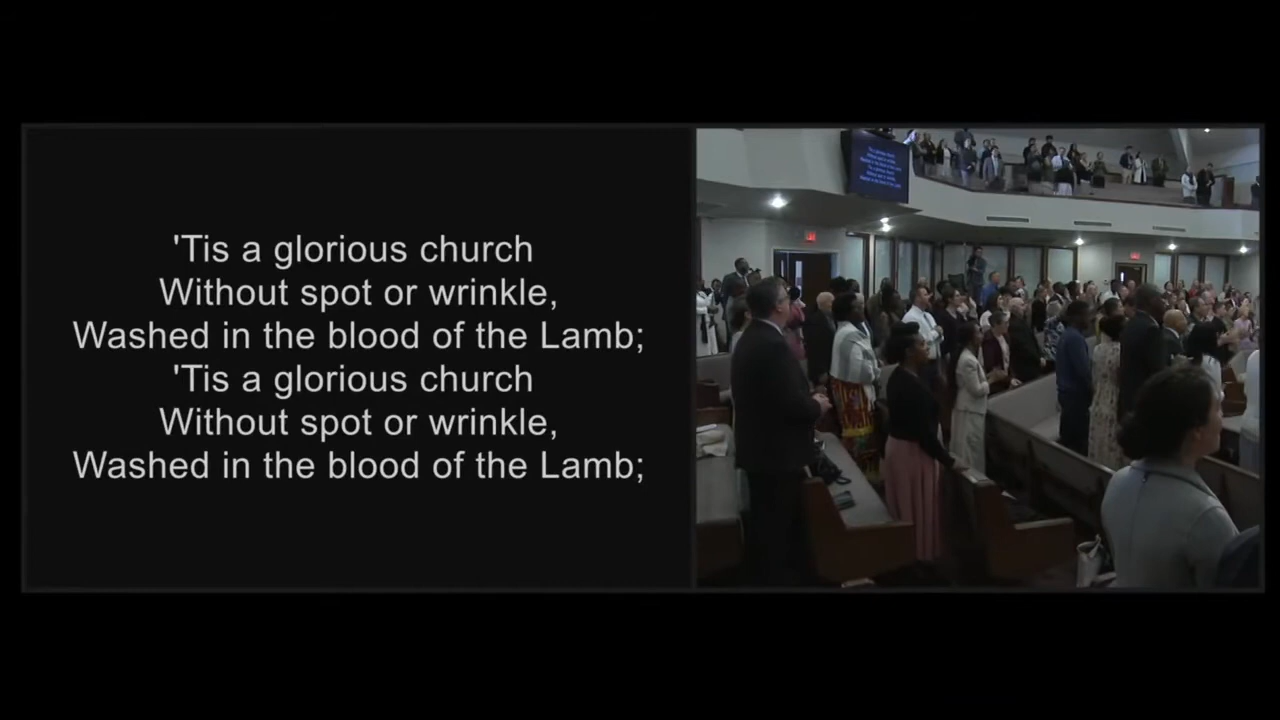 'Tis a glorious church
Without spot or wrinkle,
Washed in the blood of the Lamb;
'Tis a glorious church
Without spot or wrinkle,
Washed in the blood of the Lamb;